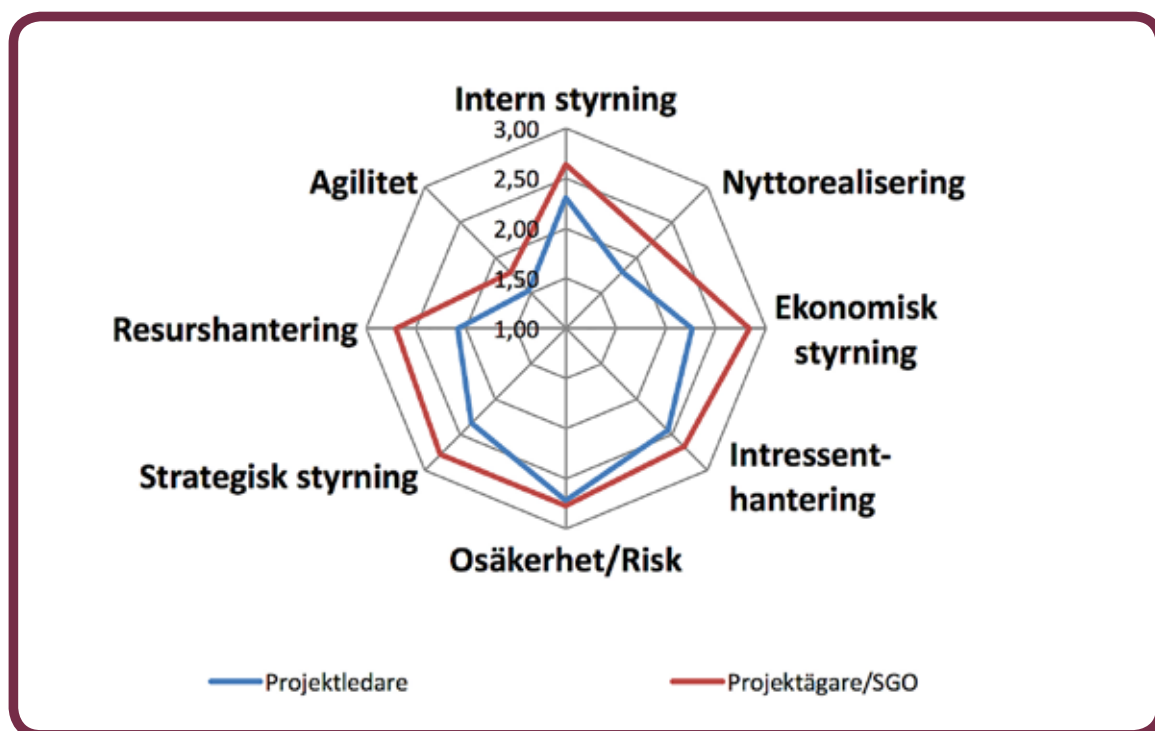 Intern styrning
3,00
Agilitet
2,50
Nyttorealisering
2,00
1,50
Resurshantering
1,00
Ekonomisk
styrning
Strategisk styrning
Intressent-
hantering
Osäkerhet/Risk
Projektledare
Projektägare/SGO